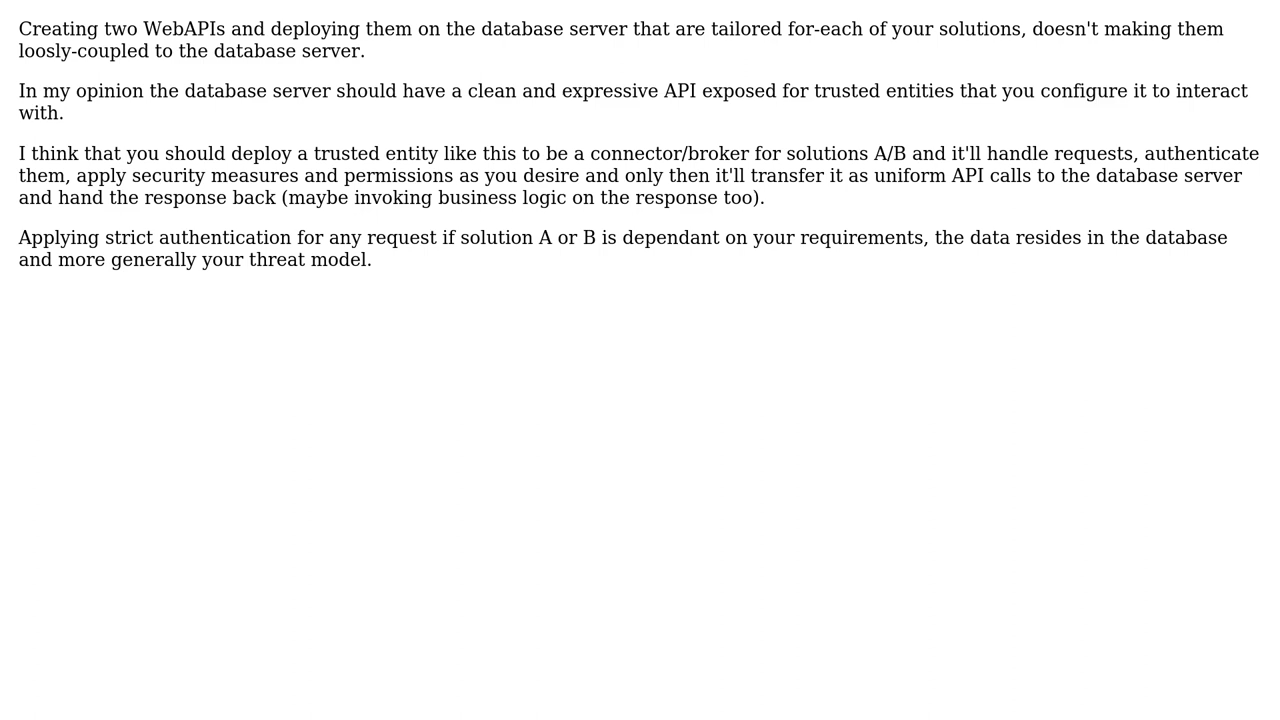 Creating two WebAPIs and deploying them on the database server that are tailored for-each of your solutions, doesn't making them
loosly-coupled to the database server.
In my opinion the database server should have a clean and expressive API exposed for trusted entities that you configure it to interact
with.
I think that you should deploy a trusted entity like this to be a connector/broker for solutions A/B and it'll handle requests, authenticate
them, apply security measures and permissions as you desire and only then it'll transfer it as uniform API calls to the database server
and hand the response back (maybe invoking business logic on the response too).
Applying strict authentication for any request if solution A or B is dependant on your requirements, the data resides in the database
and more generally your threat model.